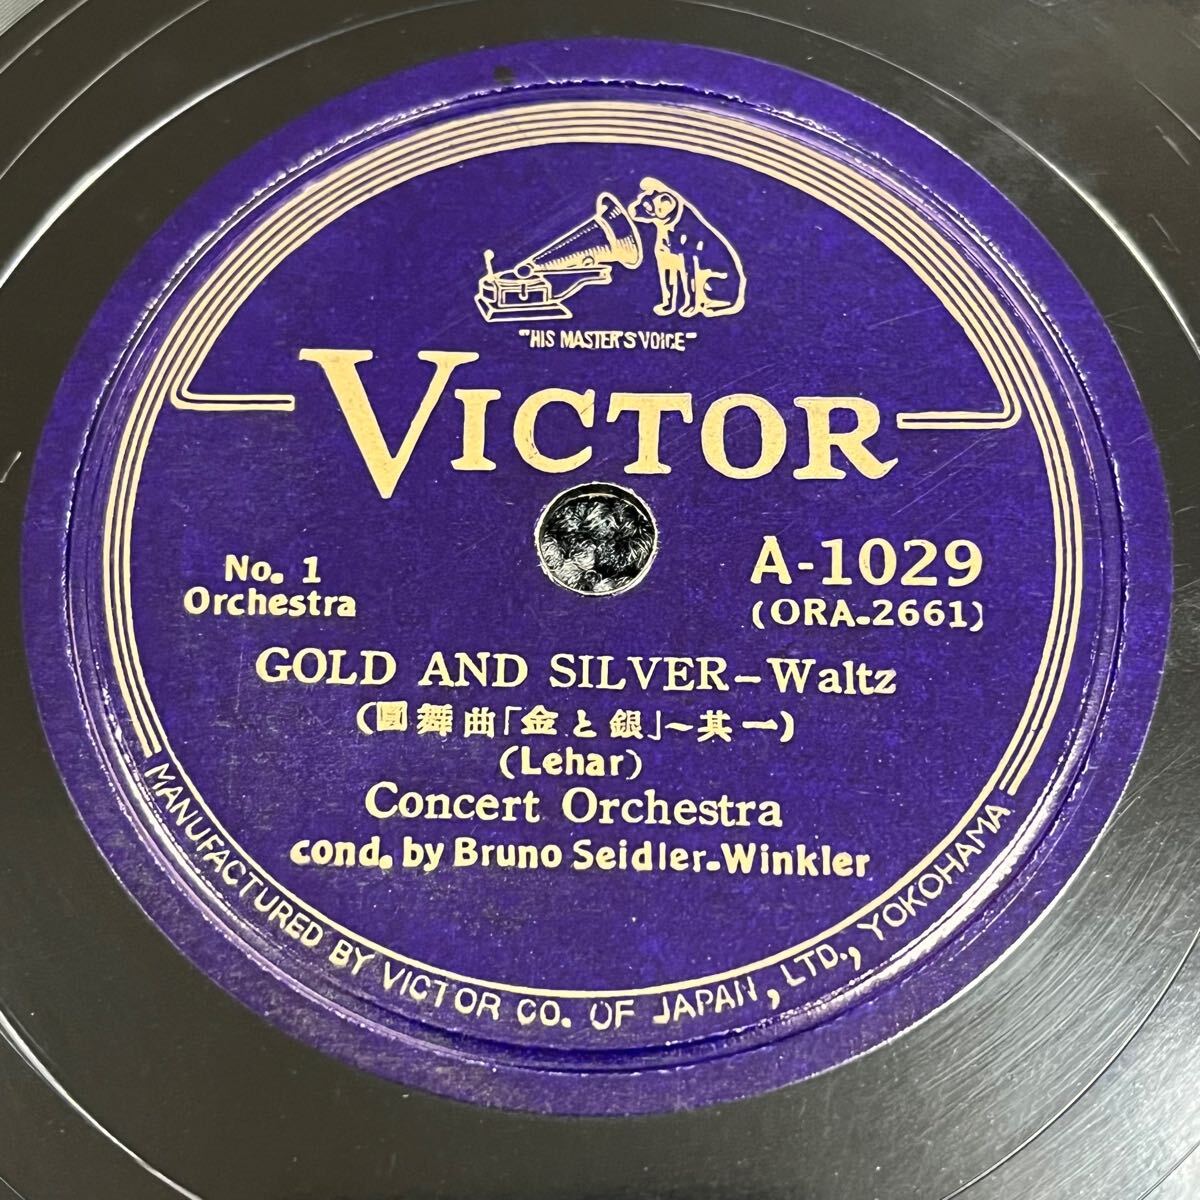 "HIS MASTER'S VOICE"
VICTOR
No. 1
Orchestra
A-1029
(ORA-2661)
GOLD AND SILVER-Waltz
(圓舞曲「金と銀」~其一)
(Lehar)
Concert Orchestra
cond. by Bruno Seidler-Winkler
MANUFACTURED BY VICTOR CO. OF JAPAN, LTD., YOKOHAMA